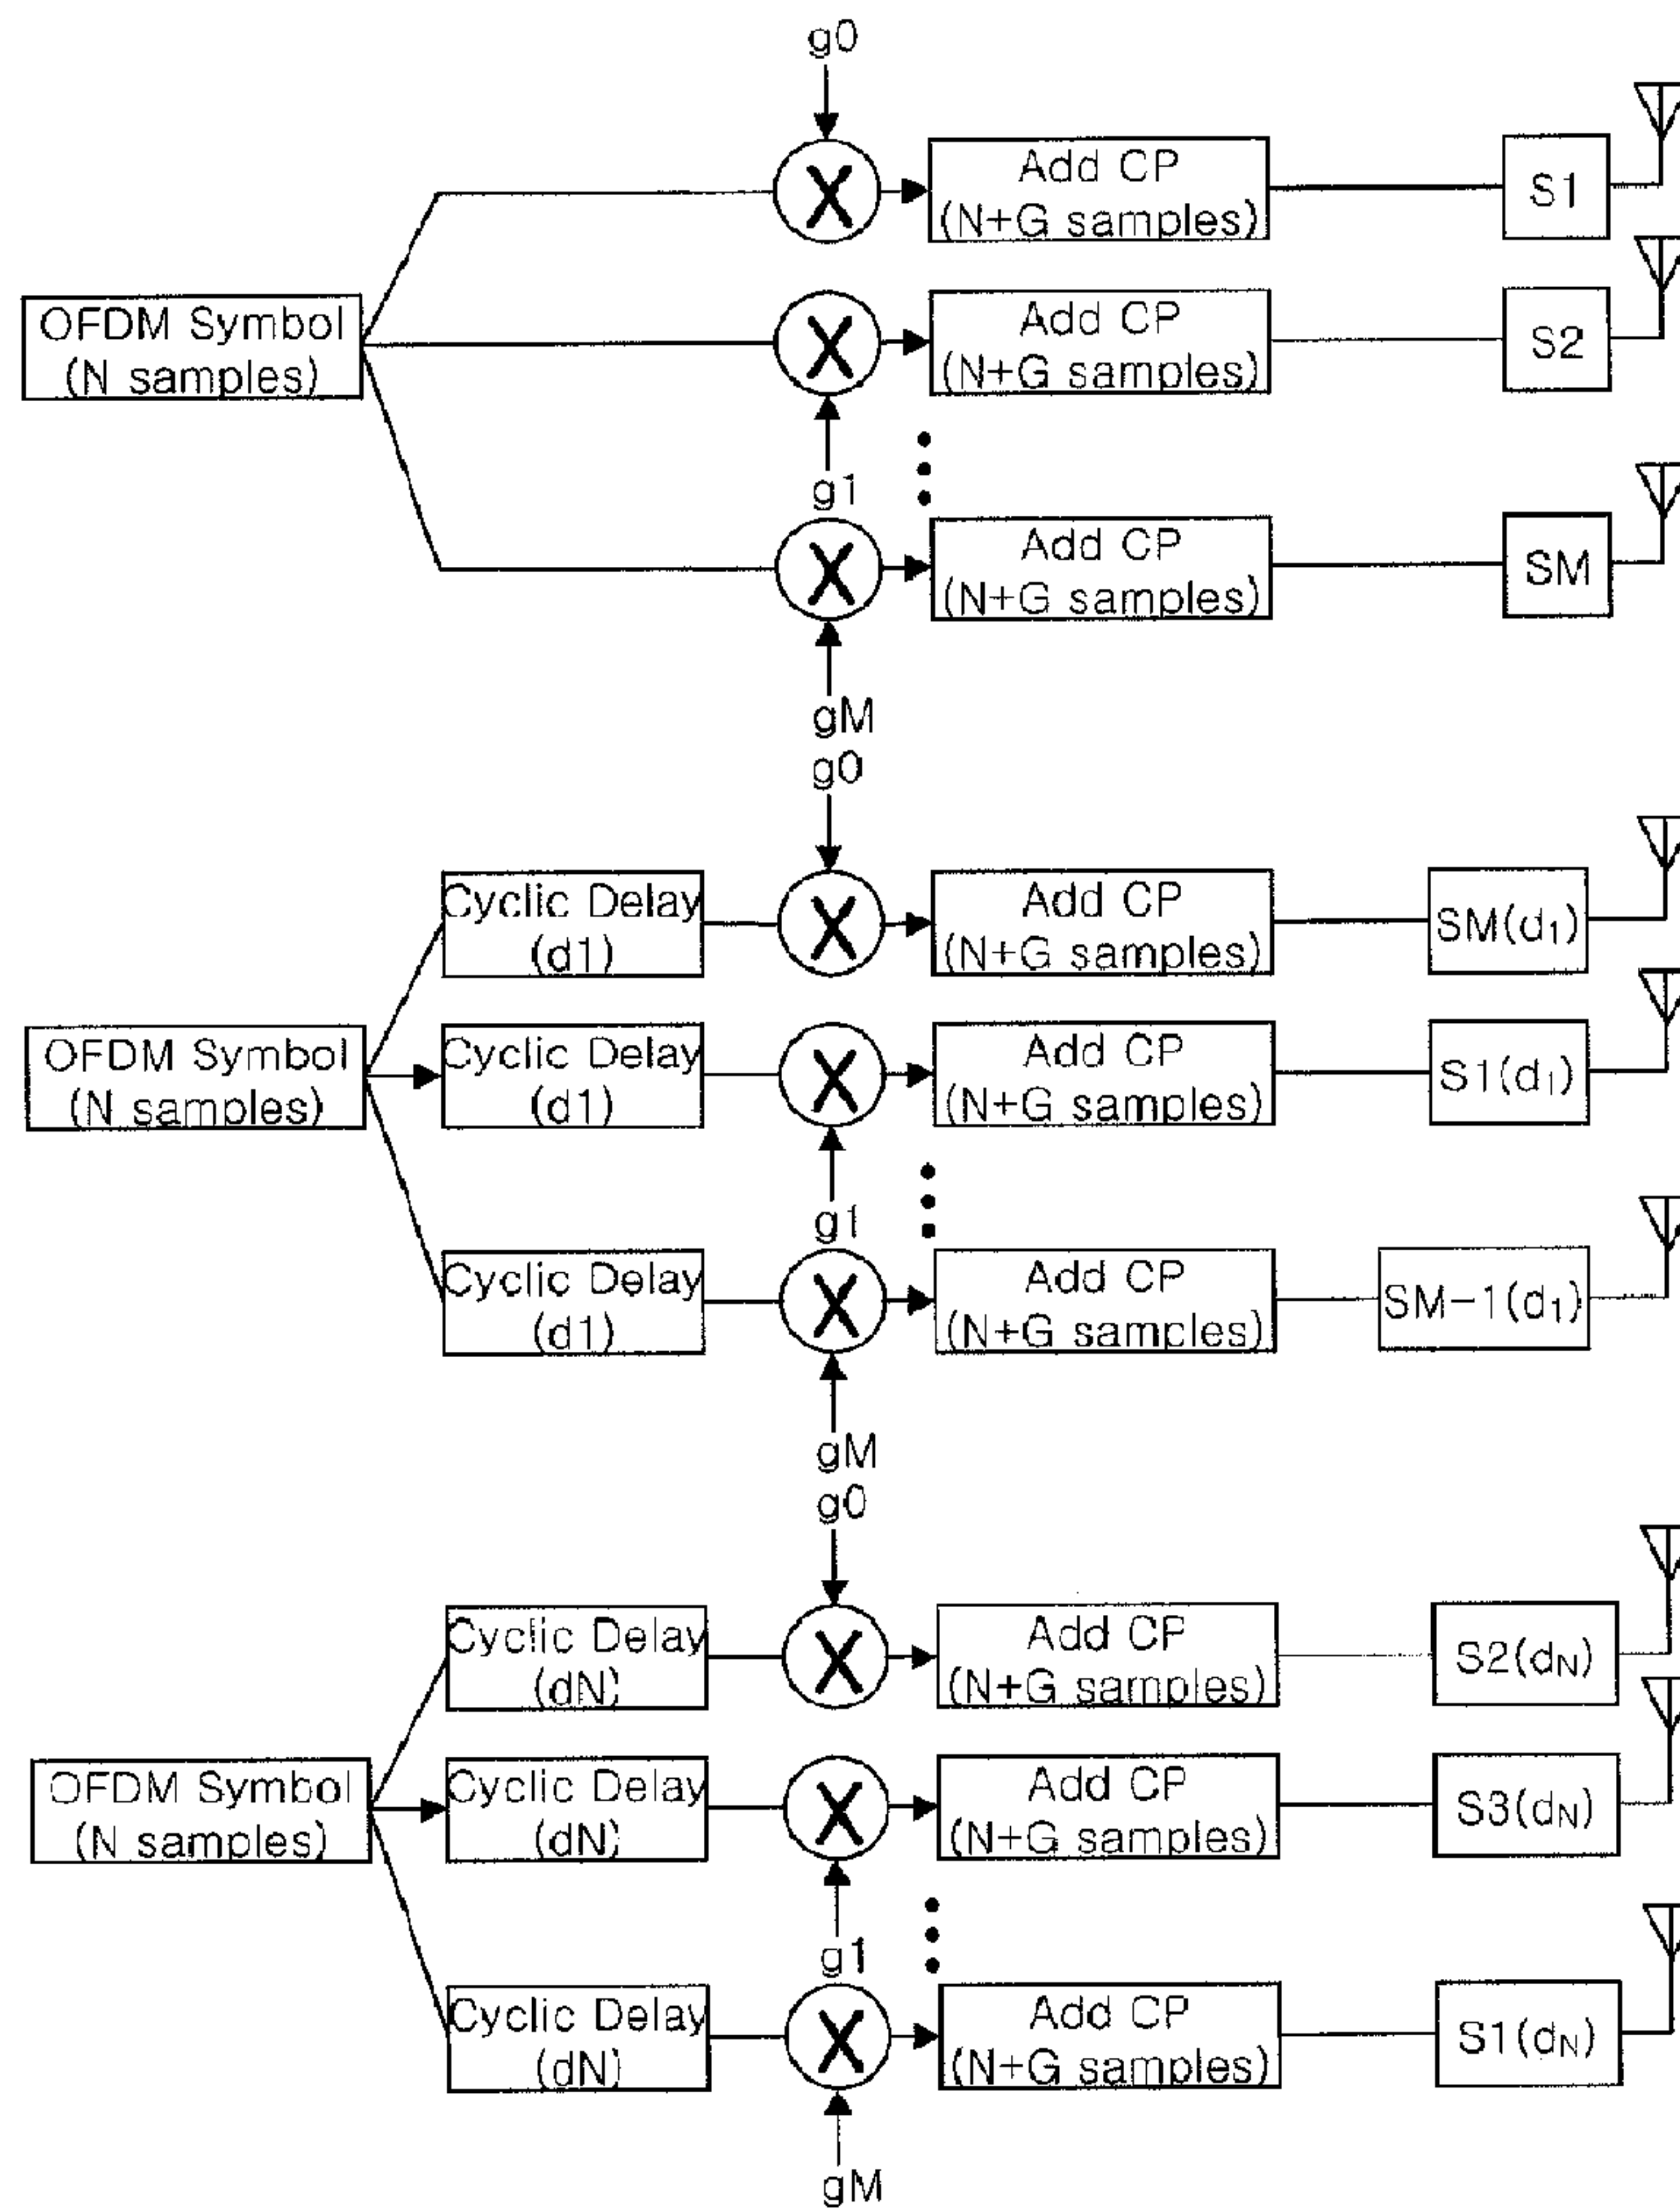 g0
Add CP
(N+G samples)
S1
OFDM Symbol
(N samples)
Add CP
(N+G samples)
S2
g1
Add CP
(N+G samples)
SM
gM
g0
Cyclic Delay
(d1)
Add CP
(N+G samples)
SM(d1)
OFDM Symbol
(N samples)
Cyclic Delay
(d1)
Add CP
(N+G samples)
S1(d1)
g1
Cyclic Delay
(d1)
Add CP
(N+G samples)
SM-1(d1)
gM
g0
Cyclic Delay
(dN)
Add CP
(N+G samples)
S2(dN)
OFDM Symbol
(N samples)
Cyclic Delay
(dN)
Add CP
(N+G samples)
S3(dN)
g1
Cyclic Delay
(dN)
Add CP
(N+G samples)
S1(dN)
gM